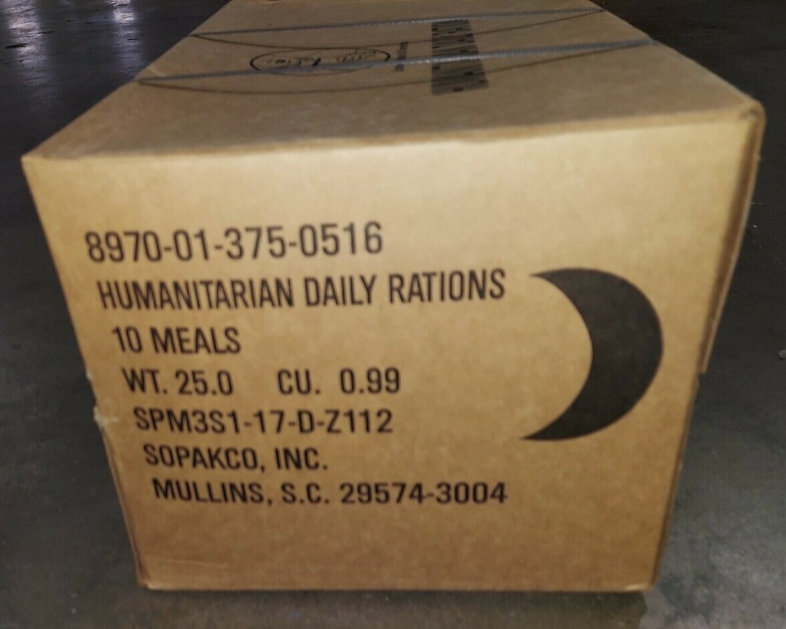 8970-01-375-0516
HUMANITARIAN DAILY RATIONS
10 MEALS
WT. 25.0 CU. 0.99
SPM3S1-17-D-Z112
SOPAKCO, INC.
MULLINS, S.C. 29574-3004